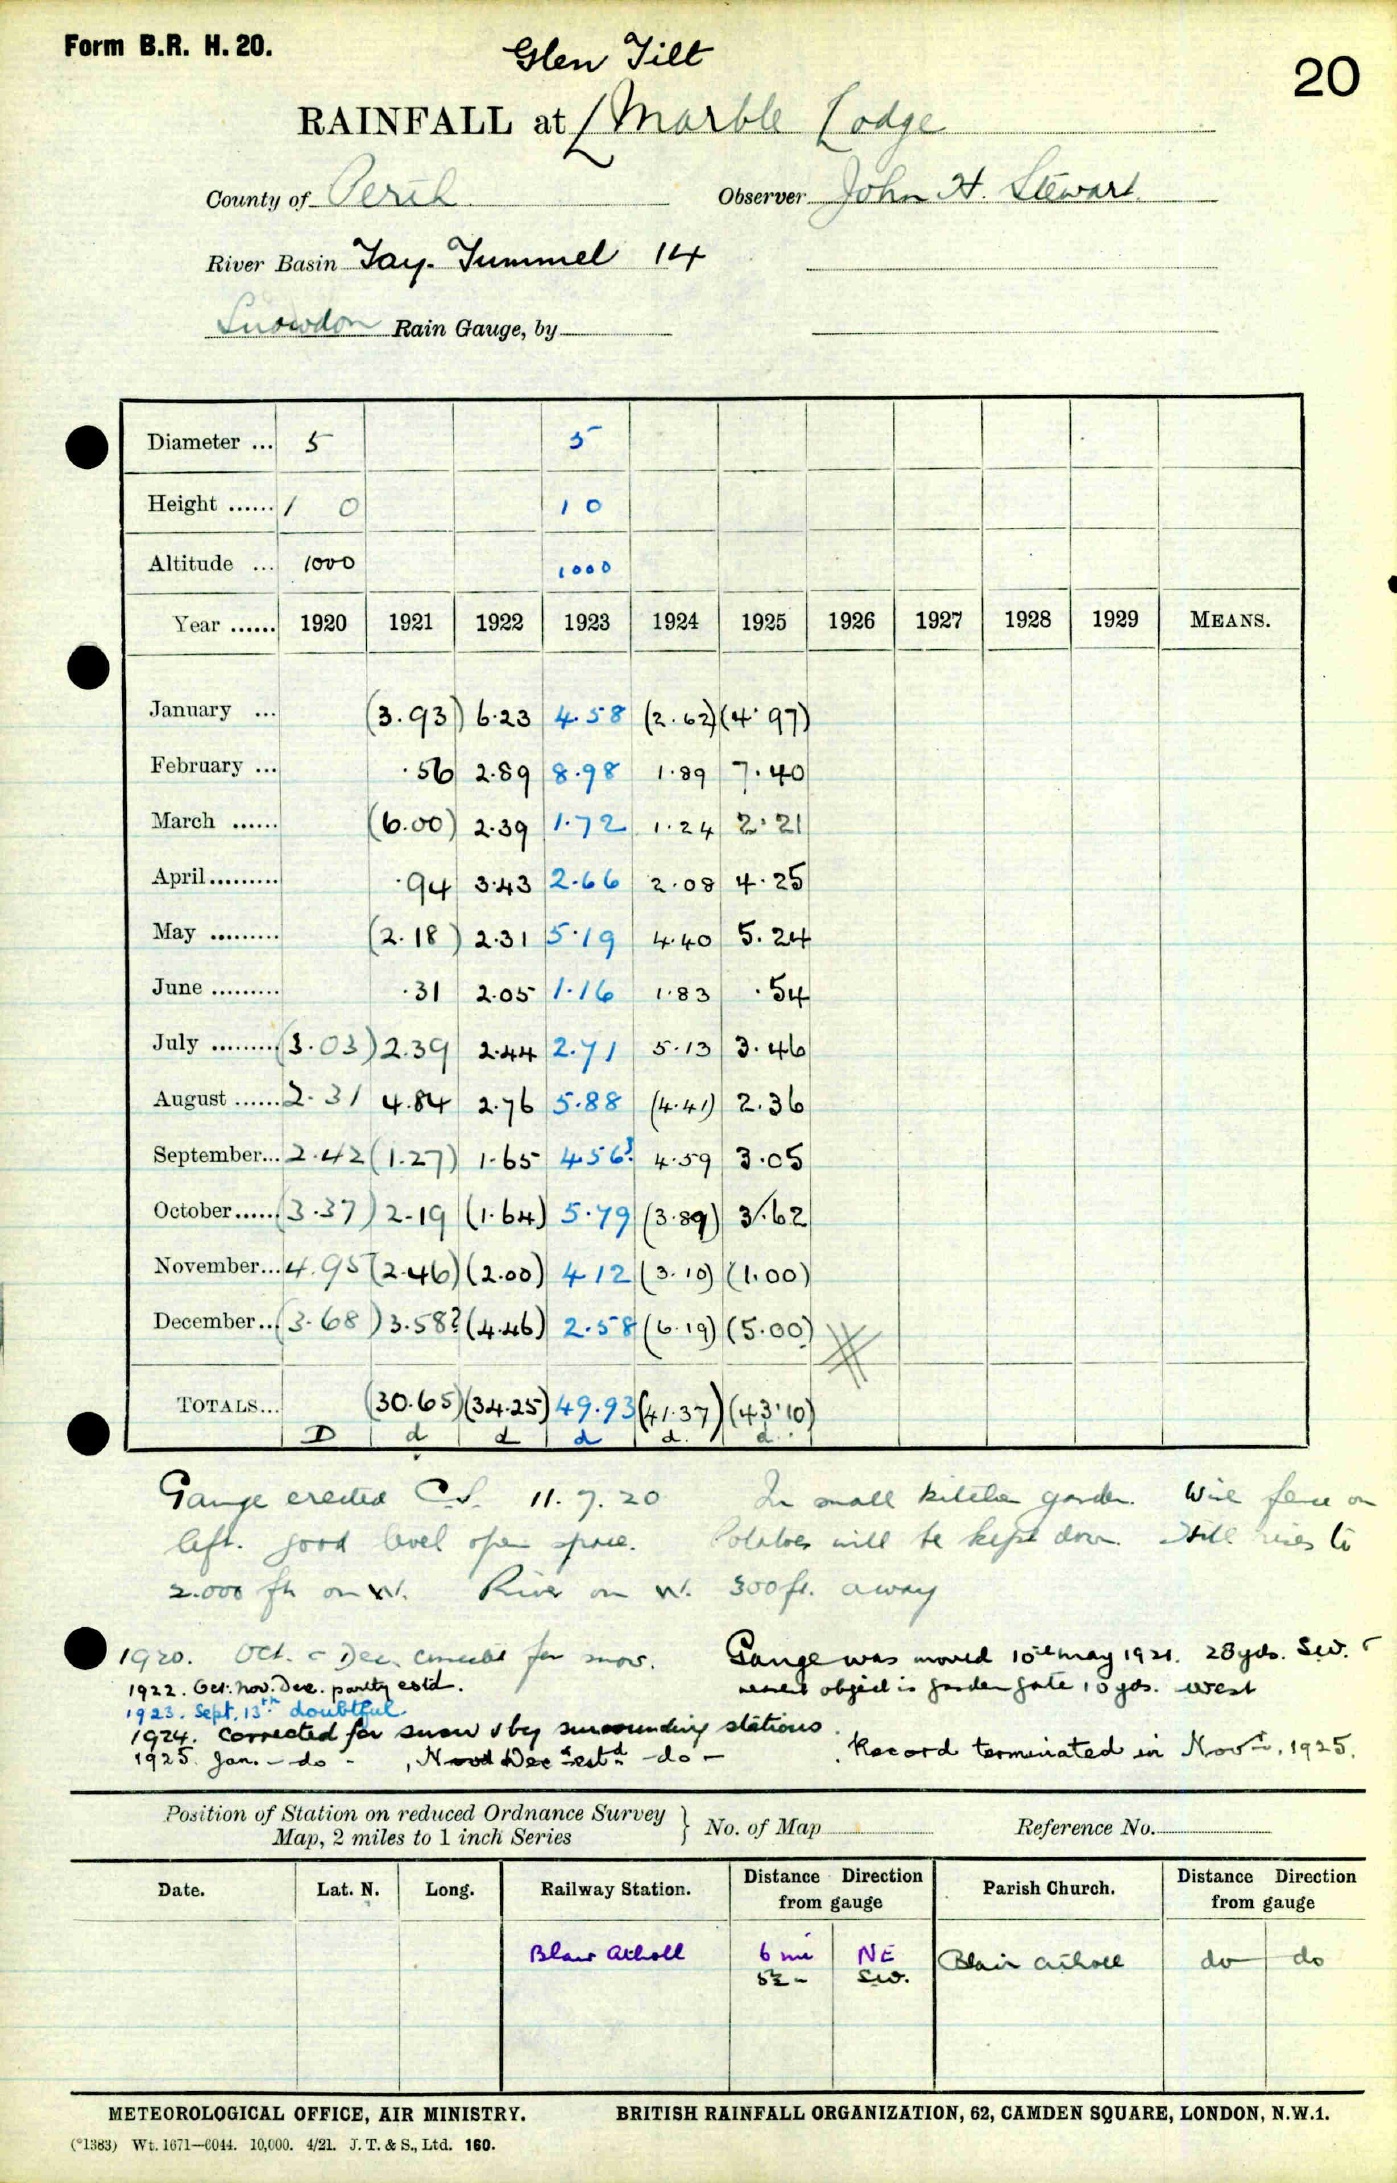 Form B.R. H. 20.
20
Glen Tilt
RAINFALL at Marble Lodge
County of Perth Observer John H. Stewart
River Basin Tay-Tummel 14
Snowdon Rain Gauge, by
Diameter ... 5 5
Height ...... 1 0 1 0
Altitude ... 1000 1000
Year ...... 1920 1921 1922 1923 1924 1925 1926 1927 1928 1929 MEANS.
January ... (3.93) 6.23 4.58 (2.62) (4.97)
February ... .56 2.89 8.98 1.89 7.40
March ...... (6.00) 2.39 1.72 1.24 2.21
April......... .94 3.43 2.66 2.08 4.25
May ......... (2.18) 2.31 5.19 4.40 5.24
June ......... .31 2.05 1.16 1.83 .54
July ......... (3.03) 2.39 2.44 2.71 5.13 3.46
August ...... 2.31 4.84 2.76 5.88 (4.41) 2.36
September... 2.42 (1.27) 1.65 4.56? 4.59 3.05
October...... (3.37) 2.19 (1.64) 5.79 (3.89) 3.62
November... 4.95 (2.46) (2.00) 4.12 (3.10) (1.00)
December... (3.68) 3.58? (4.46) 2.58 (6.19) (5.00)
TOTALS... (30.65) (34.25) 49.93 (41.37) (43.10)
D d d d d. d.
Gauge erected C.S. 11.7.20 In small kitchen garden. Wire fence on
left. good level open space. Potatoes will be kept down. Hill rises to
2.000 ft on W. River on W. 300 ft. away
1920. Oct. & Dec. for snow. Gauge was moved 10th May 1921. 28 yds. SW.
1922. Oct. Nov. Dec. partly estd. nearest object is garden gate 10 yds. West
1923. Sept. 13th doubtful.
1924. Corrected for snow & by surrounding stations.
1925. Jan. - do - , Nov d Dec estd - do - Record terminated in Novr. 1925.
Position of Station on reduced Ordnance Survey Map, 2 miles to 1 inch Series } No. of Map Reference No.
Date. Lat. N. Long. Railway Station. Distance Direction from gauge Parish Church. Distance Direction from gauge
Blair Atholl 6 mi NE Blair Atholl do do
5½ - SW.
METEOROLOGICAL OFFICE, AIR MINISTRY. BRITISH RAINFALL ORGANIZATION, 62, CAMDEN SQUARE, LONDON, N.W.1.
(*1383) Wt. 1671—6044. 10,000. 4/21. J. T. & S., Ltd. 160.